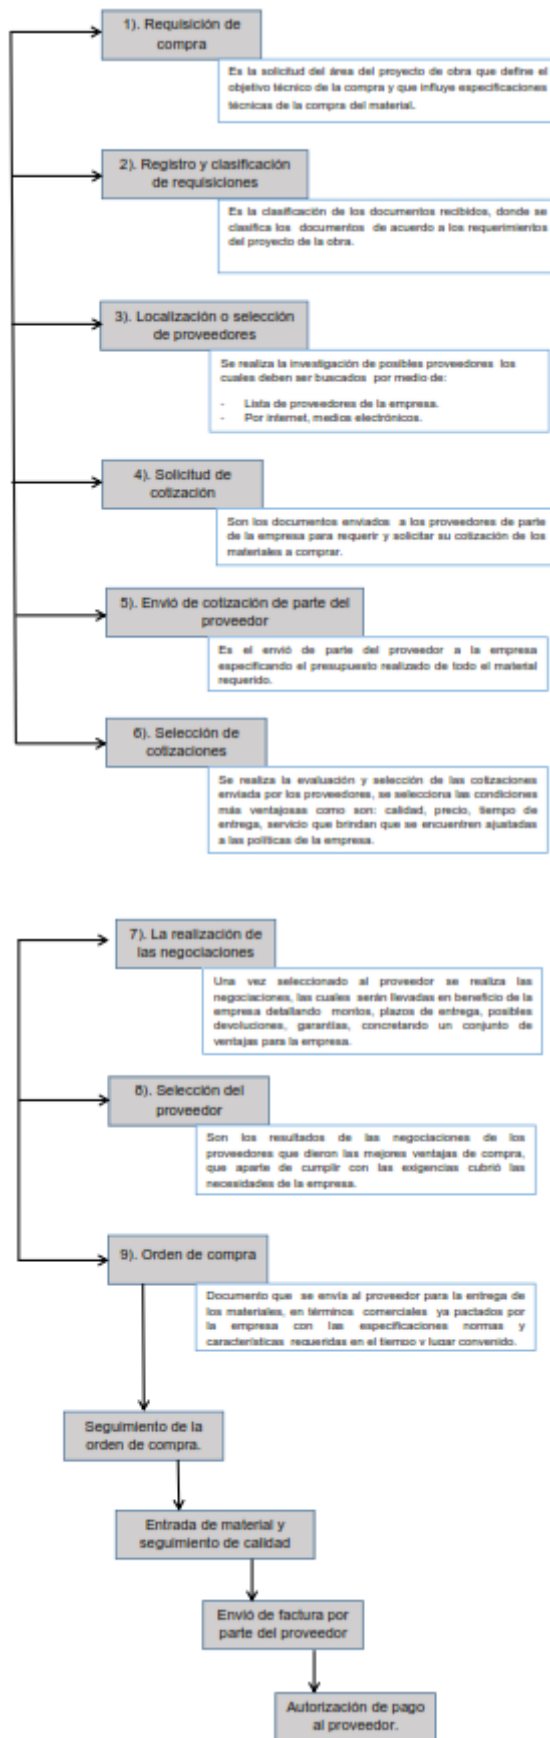 1). Requisición de
compra
Es la solicitud del área del proyecto de obra que define el
objetivo técnico de la compra y que influye especificaciones
técnicas de la compra del material.
2). Registro y clasificación
de requisiciones
Es la clasificación de los documentos recibidos, donde se
clasifica los documentos de acuerdo a los requerimientos
del proyecto de la obra.
3). Localización o selección
de proveedores
Se realiza la investigación de posibles proveedores los
cuales deben ser buscados por medio de:
- Lista de proveedores de la empresa.
- Por internet, medios electrónicos.
4). Solicitud de
cotización
Son los documentos enviados a los proveedores de parte
de la empresa para requerir y solicitar su cotización de los
materiales a comprar.
5). Envió de cotización de parte del
proveedor
Es el envió de parte del proveedor a la empresa
especificando el presupuesto realizado de todo el material
requerido.
6). Selección de
cotizaciones
Se realiza la evaluación y selección de las cotizaciones
enviada por los proveedores, se selecciona las condiciones
más ventajosas como son: calidad, precio, tiempo de
entrega, servicio que brindan que se encuentren ajustadas
a las políticas de la empresa.
7). La realización de
las negociaciones
Una vez seleccionado al proveedor se realiza las
negociaciones, las cuales serán llevadas en beneficio de la
empresa detallando montos, plazos de entrega, posibles
devoluciones, garantías, concretando un conjunto de
ventajas para la empresa.
8). Selección del
proveedor
Son los resultados de las negociaciones de los
proveedores que dieron las mejores ventajas de compra,
que aparte de cumplir con las exigencias cubrió las
necesidades de la empresa.
9). Orden de compra
Documento que se envía al proveedor para la entrega de
los materiales, en términos comerciales ya pactados por
la empresa con las especificaciones normas y
características requeridas en el tiempo y lugar convenido.
Seguimiento de la
orden de compra.
Entrada de material y
seguimiento de calidad
Envió de factura por
parte del proveedor
Autorización de pago
al proveedor.